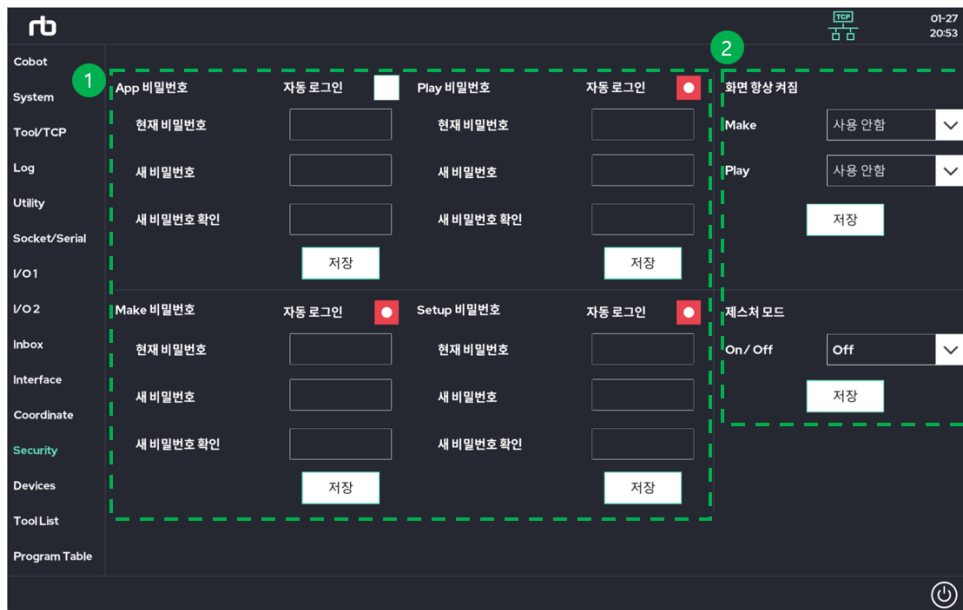 rb
TCP
01-27
20:53
Cobot
System
Tool/TCP
Log
Utility
Socket/Serial
I/O 1
I/O 2
Inbox
Interface
Coordinate
Security
Devices
Tool List
Program Table
1
App 비밀번호 자동 로그인
현재 비밀번호
새 비밀번호
새 비밀번호 확인
저장
Play 비밀번호 자동 로그인
현재 비밀번호
새 비밀번호
새 비밀번호 확인
저장
Make 비밀번호 자동 로그인
현재 비밀번호
새 비밀번호
새 비밀번호 확인
저장
Setup 비밀번호 자동 로그인
현재 비밀번호
새 비밀번호
새 비밀번호 확인
저장
2
화면 항상 켜짐
Make 사용 안함
Play 사용 안함
저장
제스처 모드
On/ Off Off
저장